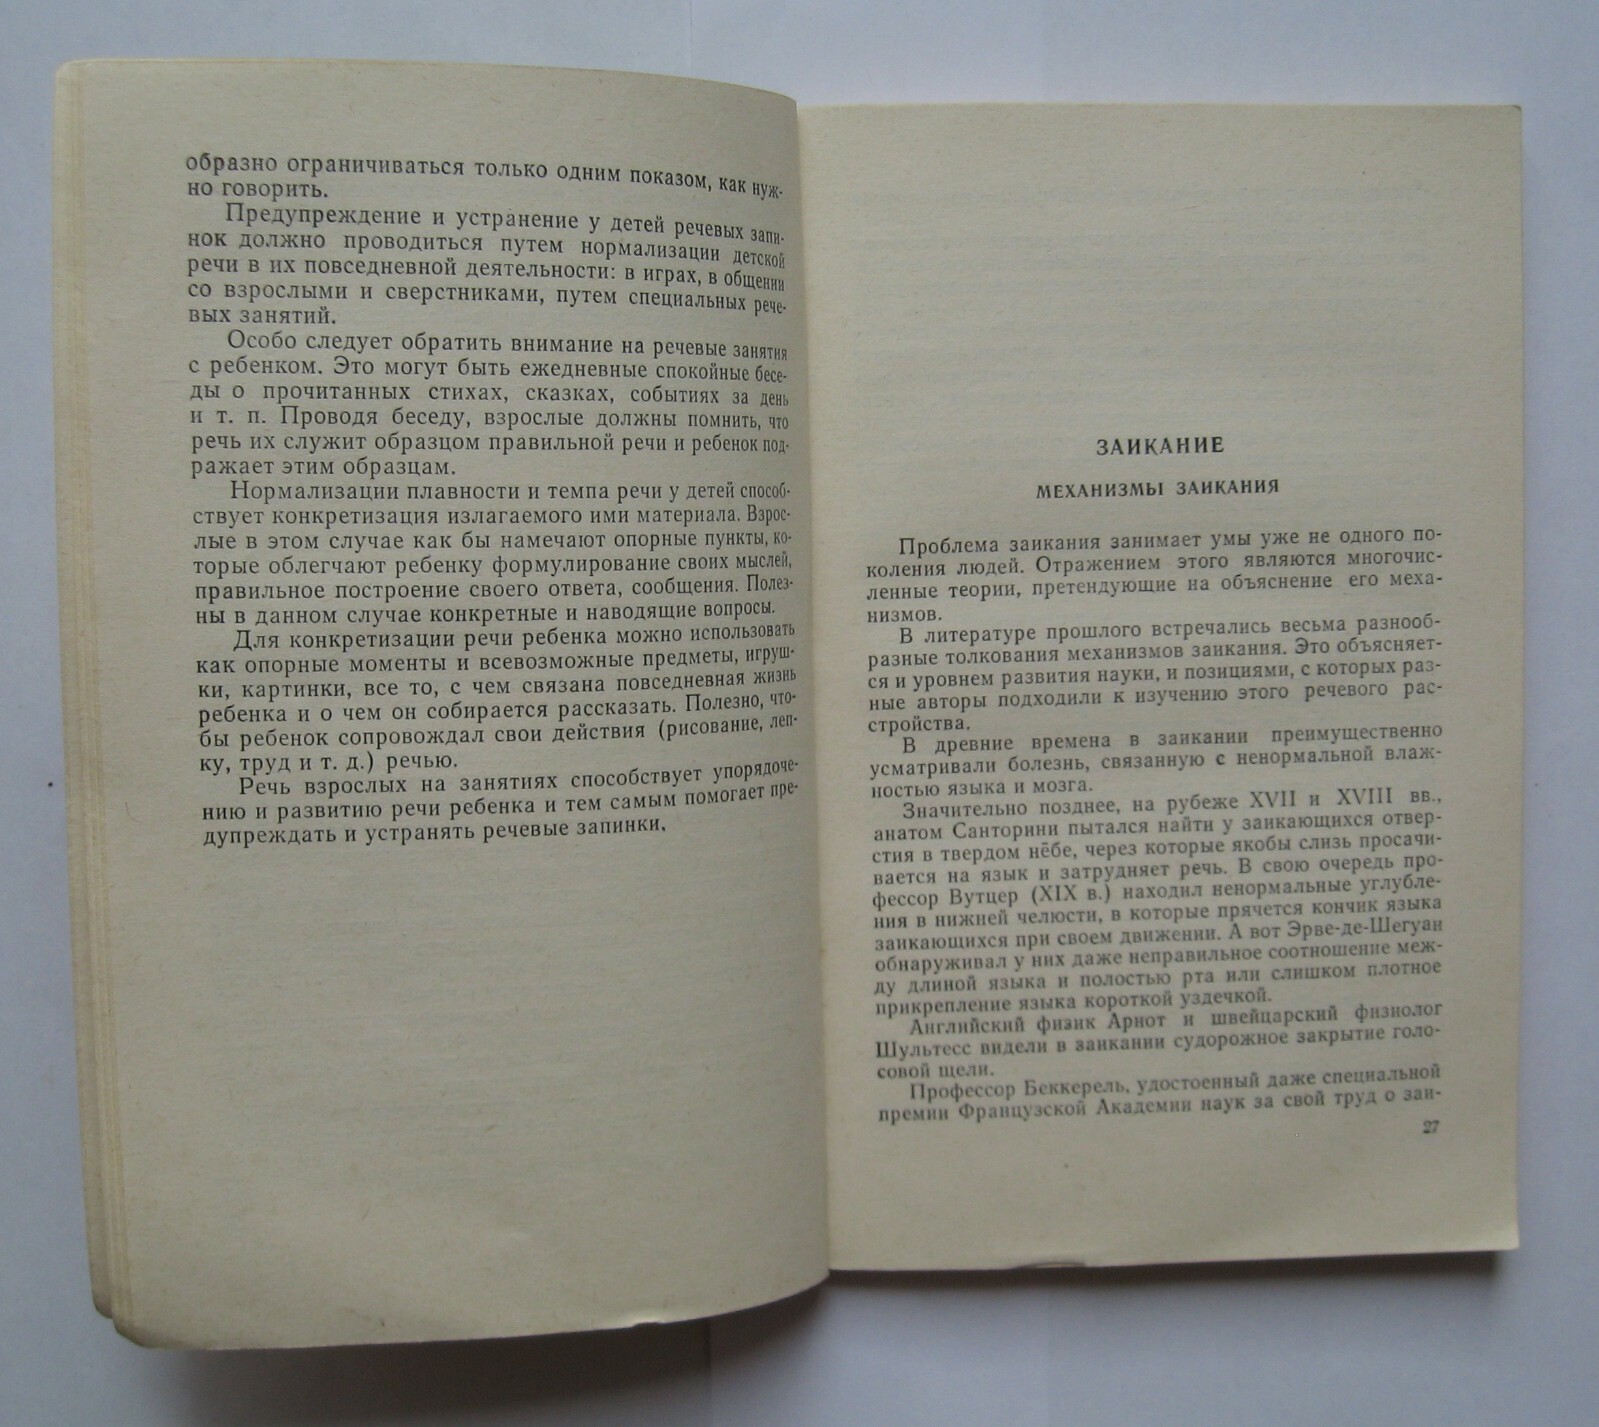 образно ограничиваться только одним показом, как нуж-
но говорить.
Предупреждение и устранение у детей речевых запи-
нок должно проводиться путем нормализации детской
речи в их повседневной деятельности: в играх, в общении
со взрослыми и сверстниками, путем специальных рече-
вых занятий.
Особо следует обратить внимание на речевые занятия
с ребенком. Это могут быть ежедневные спокойные бесе-
ды о прочитанных стихах, сказках, событиях за день
и т. п. Проводя беседу, взрослые должны помнить, что
речь их служит образцом правильной речи и ребенок под-
ражает этим образцам.
Нормализации плавности и темпа речи у детей способ-
ствует конкретизация излагаемого ими материала. Взрос-
лые в этом случае как бы намечают опорные пункты, ко-
торые облегчают ребенку формулирование своих мыслей,
правильное построение своего ответа, сообщения. Полез-
ны в данном случае конкретные и наводящие вопросы.
Для конкретизации речи ребенка можно использовать
как опорные моменты и всевозможные предметы, игруш-
ки, картинки, все то, с чем связана повседневная жизнь
ребенка и о чем он собирается рассказать. Полезно, что-
бы ребенок сопровождал свои действия (рисование, леп-
ку, труд и т. д.) речью.
Речь взрослых на занятиях способствует упорядоче-
нию и развитию речи ребенка и тем самым помогает пре-
дупреждать и устранять речевые запинки.
ЗАИКАНИЕ
МЕХАНИЗМЫ ЗАИКАНИЯ
Проблема заикания занимает умы уже не одного по-
коления людей. Отражением этого являются многочис-
ленные теории, претендующие на объяснение его меха-
низмов.
В литературе прошлого встречались весьма разнооб-
разные толкования механизмов заикания. Это объясняет-
ся и уровнем развития науки, и позициями, с которых раз-
ные авторы подходили к изучению этого речевого рас-
стройства.
В древние времена в заикании преимущественно
усматривали болезнь, связанную с ненормальной влаж-
ностью языка и мозга.
Значительно позднее, на рубеже XVII и XVIII вв.,
анатом Санторини пытался найти у заикающихся отвер-
стия в твердом нёбе, через которые якобы слизь просачи-
вается на язык и затрудняет речь. В свою очередь про-
фессор Вутцер (XIX в.) находил ненормальные углубле-
ния в нижней челюсти, в которые прячется кончик языка
заикающихся при своем движении. А вот Эрве-де-Шегуан
обнаруживал у них даже неправильное соотношение меж-
ду длиной языка и полостью рта или слишком плотное
прикрепление языка короткой уздечкой.
Английский физик Арнот и швейцарский физиолог
Шультесс видели в заикании судорожное закрытие голо-
совой щели.
Профессор Беккерель, удостоенный даже специальной
премии Французской Академии наук за свой труд о заи-
27